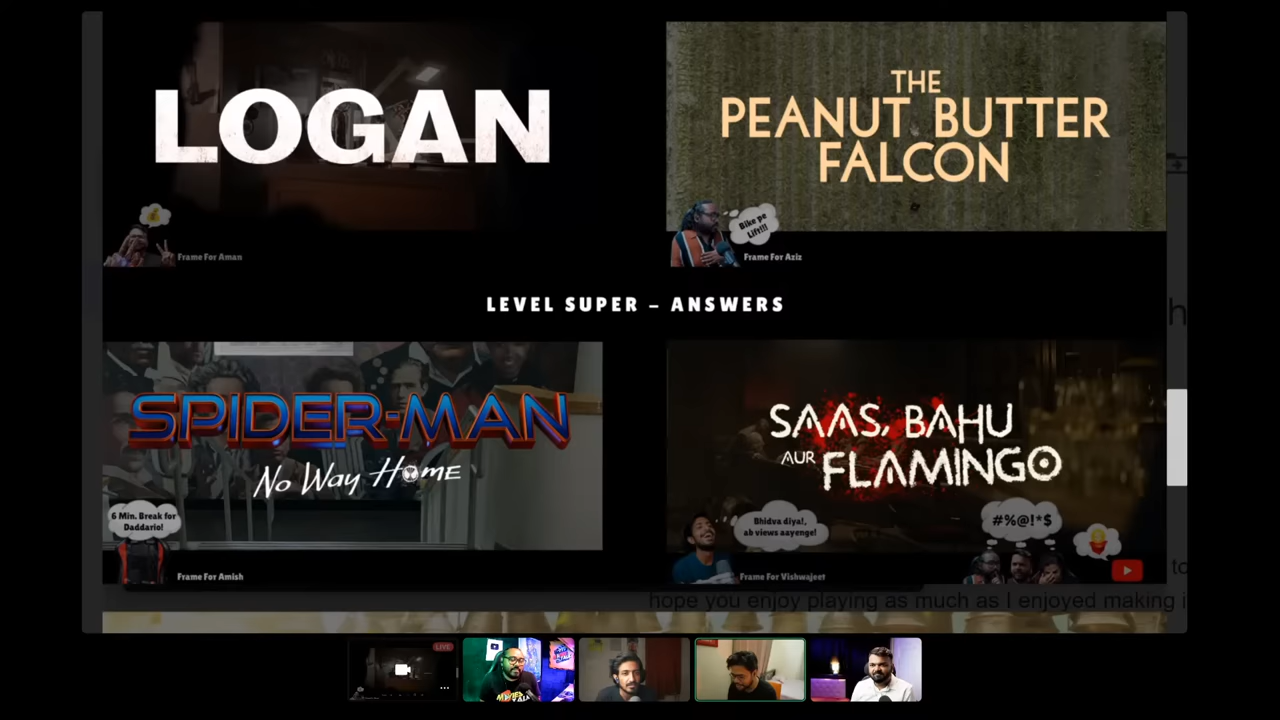 LOGAN
Frame For Aman
THE
PEANUT BUTTER
FALCON
Bike pe
Lift!!!
Frame For Aziz
LEVEL SUPER – ANSWERS
SPIDER-MAN
No Way Home
6 Min. Break for
Daddario!
Frame For Amish
SAAS, BAHU
AUR FLAMINGO
Bhidva diya!,
ab views aayenge!
#%@!*$
Frame For Vishwajeet
h
to
hope you enjoy playing as much as I enjoyed making i
LIVE